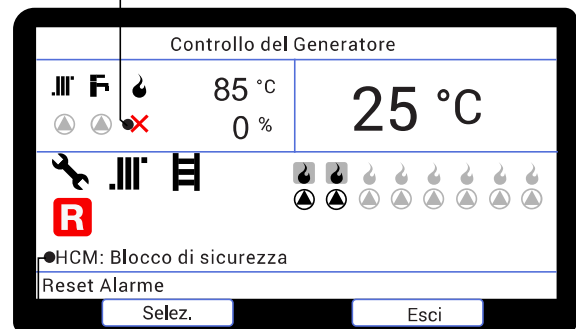 Controllo del Generatore
85 °C
0 %
25 °C
R
HCM: Blocco di sicurezza
Reset Alarme
Selez.
Esci